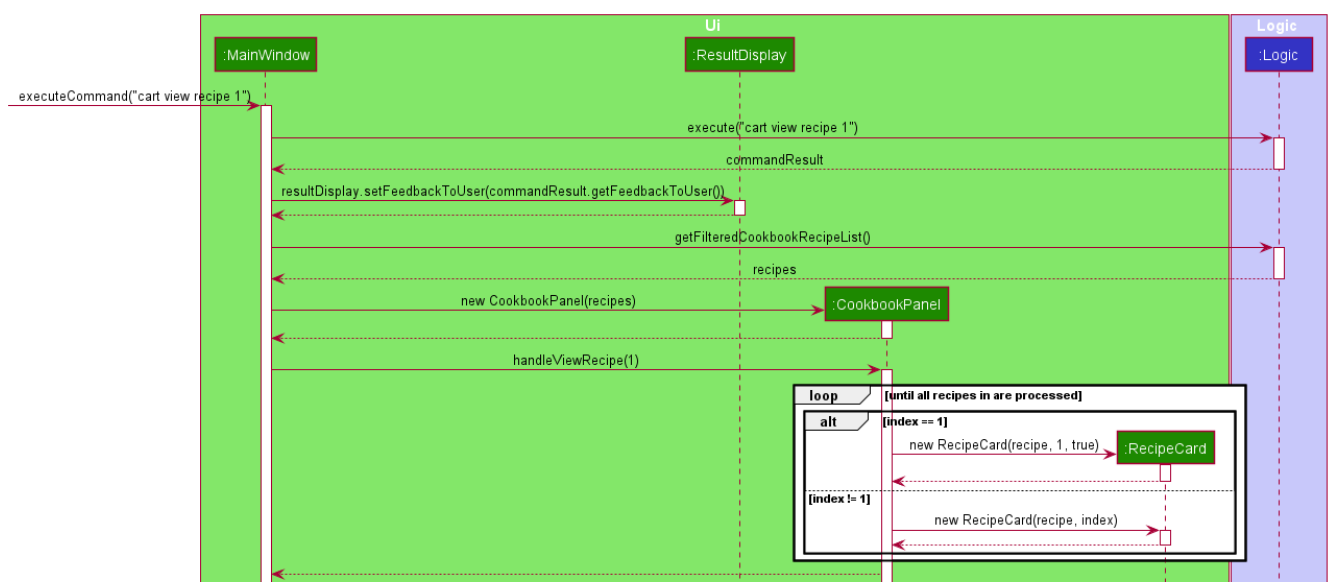 Ui
Logic
:MainWindow
:ResultDisplay
:Logic
executeCommand("cart view recipe 1")
execute("cart view recipe 1")
commandResult
resultDisplay.setFeedbackToUser(commandResult.getFeedbackToUser())
getFilteredCookbookRecipeList()
recipes
new CookbookPanel(recipes)
:CookbookPanel
handleViewRecipe(1)
loop
[until all recipes in are processed]
alt
[index == 1]
new RecipeCard(recipe, 1, true)
:RecipeCard
[index != 1]
new RecipeCard(recipe, index)